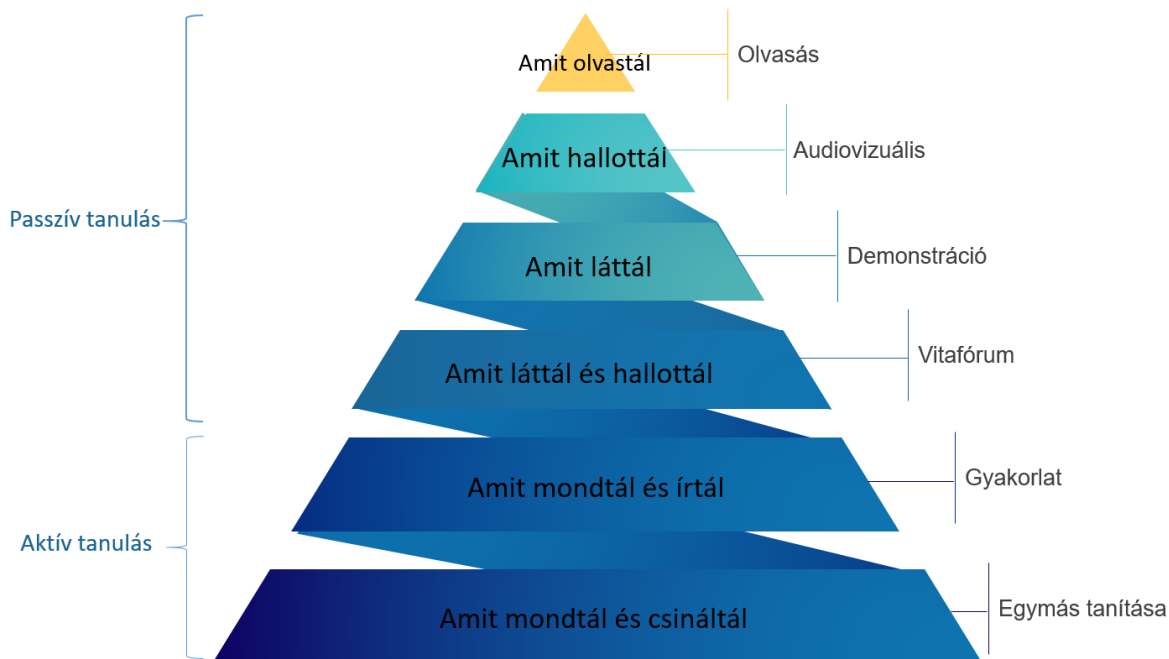 Amit olvastál
Olvasás
Amit hallottál
Audiovizuális
Passzív tanulás
Amit láttál
Demonstráció
Amit láttál és hallottál
Vitafórum
Amit mondtál és írtál
Gyakorlat
Aktív tanulás
Amit mondtál és csináltál
Egymás tanítása